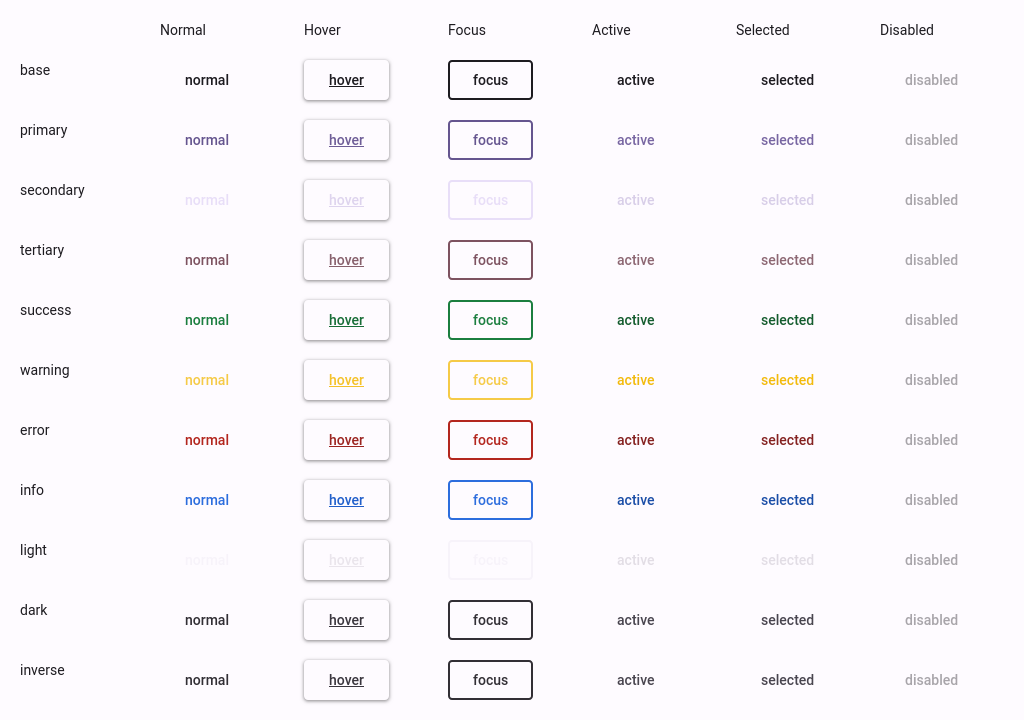 Normal Hover Focus Active Selected Disabled
base normal hover focus active selected disabled
primary normal hover focus active selected disabled
secondary normal hover focus active selected disabled
tertiary normal hover focus active selected disabled
success normal hover focus active selected disabled
warning normal hover focus active selected disabled
error normal hover focus active selected disabled
info normal hover focus active selected disabled
light normal hover focus active selected disabled
dark normal hover focus active selected disabled
inverse normal hover focus active selected disabled